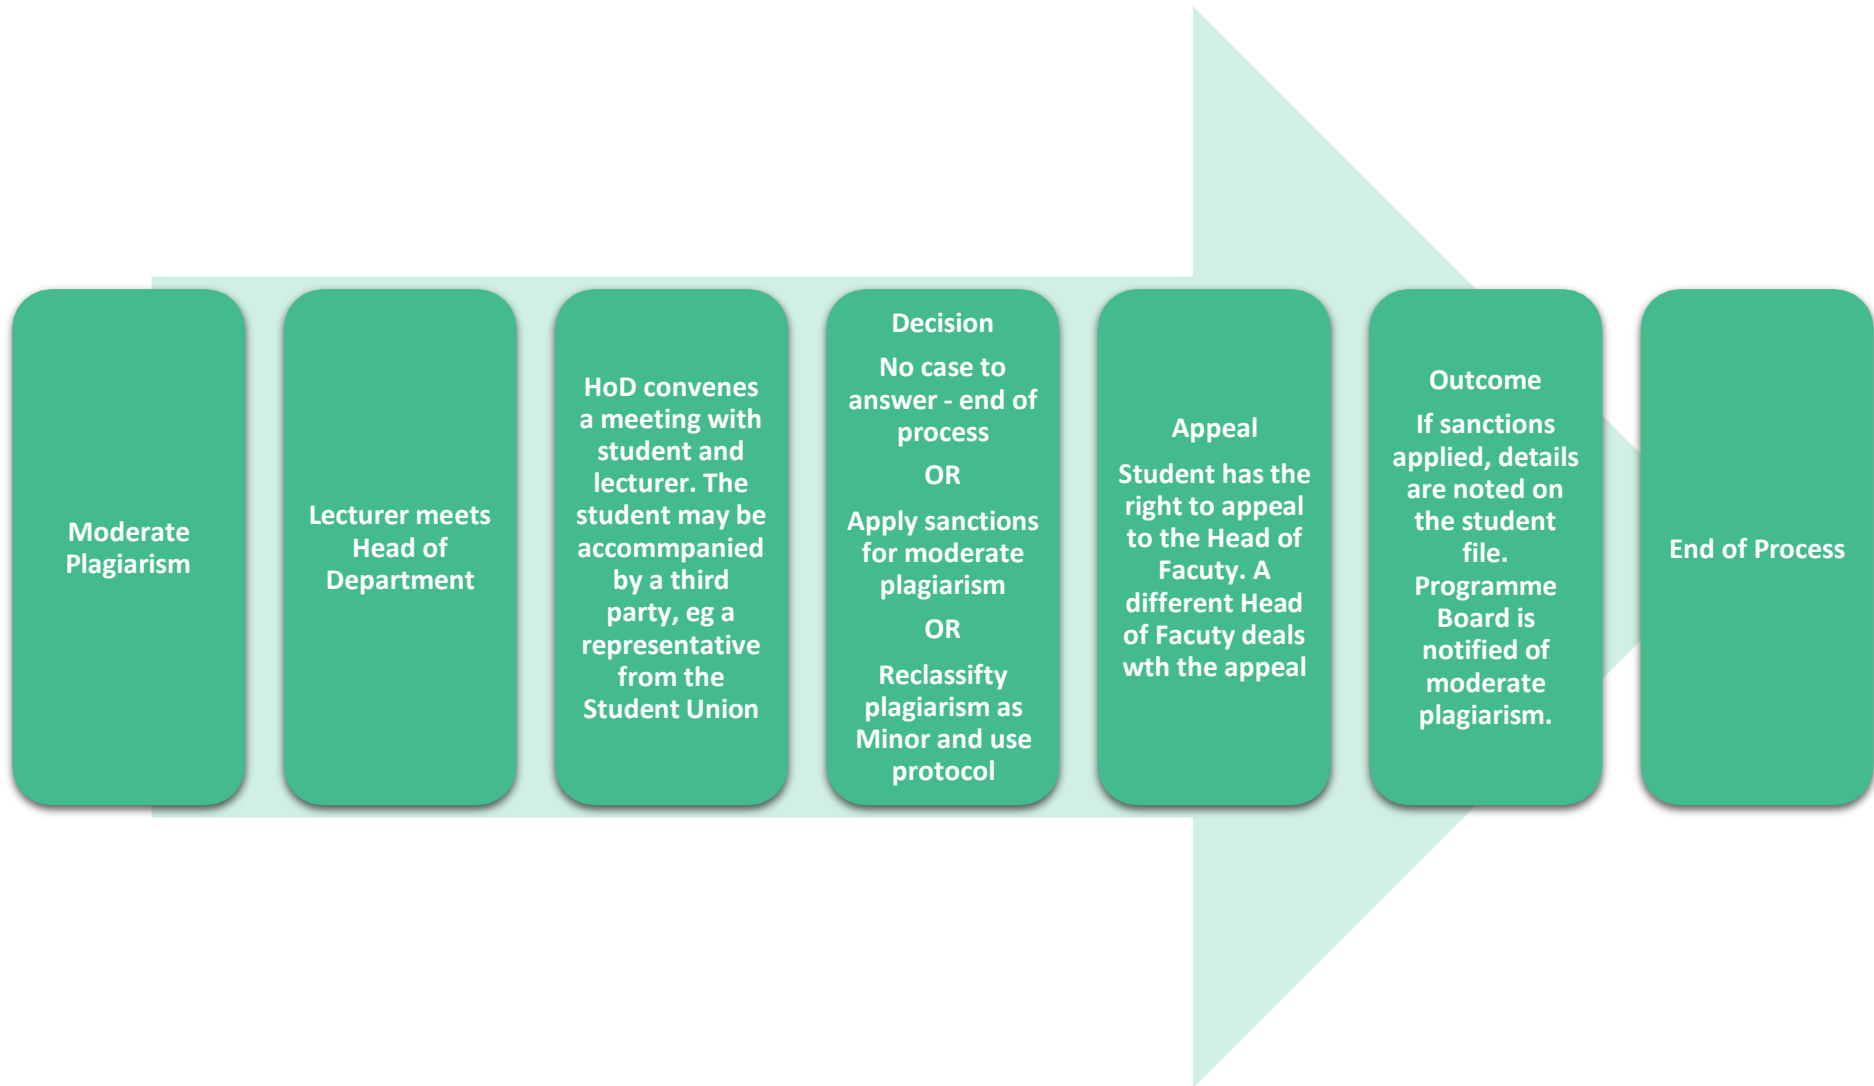 Moderate
Plagiarism
Lecturer meets
Head of
Department
HoD convenes
a meeting with
student and
lecturer. The
student may be
accommpanied
by a third
party, eg a
representative
from the
Student Union
Decision
No case to
answer - end of
process
OR
Apply sanctions
for moderate
plagiarism
OR
Reclassifty
plagiarism as
Minor and use
protocol
Appeal
Student has the
right to appeal
to the Head of
Facuty. A
different Head
of Facuty deals
wth the appeal
Outcome
If sanctions
applied, details
are noted on
the student
file.
Programme
Board is
notified of
moderate
plagiarism.
End of Process